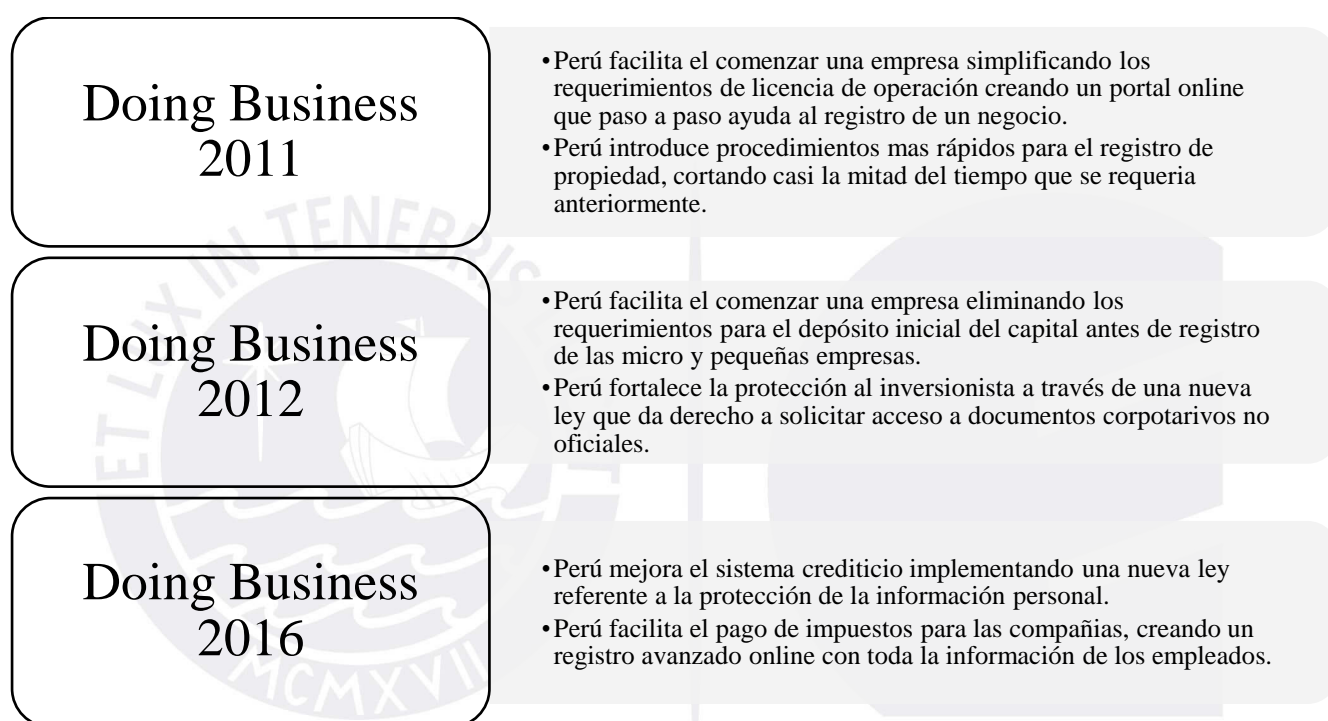 Doing Business
2011
•Perú facilita el comenzar una empresa simplificando los
requerimientos de licencia de operación creando un portal online
que paso a paso ayuda al registro de un negocio.
•Perú introduce procedimientos mas rápidos para el registro de
propiedad, cortando casi la mitad del tiempo que se requeria
anteriormente.
Doing Business
2012
•Perú facilita el comenzar una empresa eliminando los
requerimientos para el depósito inicial del capital antes de registro
de las micro y pequeñas empresas.
•Perú fortalece la protección al inversionista a través de una nueva
ley que da derecho a solicitar acceso a documentos corpotarivos no
oficiales.
Doing Business
2016
•Perú mejora el sistema crediticio implementando una nueva ley
referente a la protección de la información personal.
•Perú facilita el pago de impuestos para las compañias, creando un
registro avanzado online con toda la información de los empleados.
ET LUX IN TENEBRIS
MCMXVII